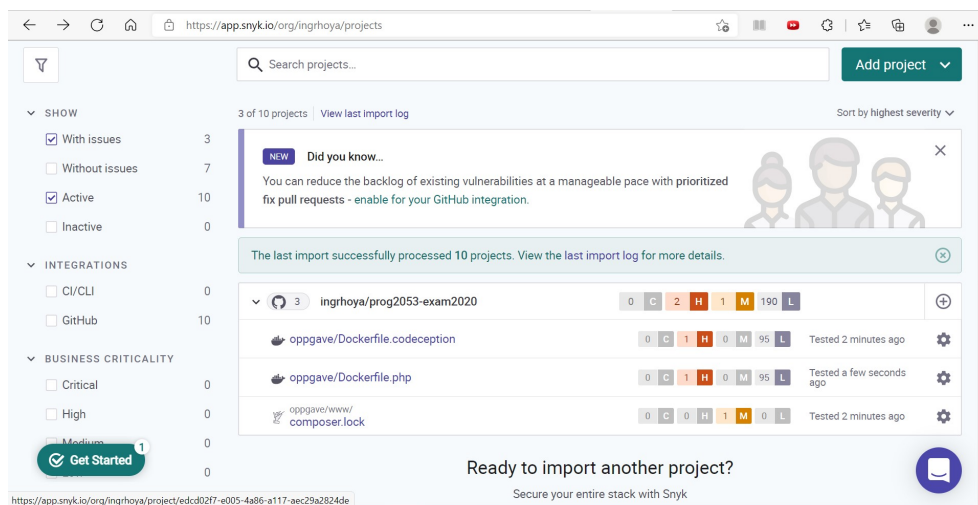 https://app.snyk.io/org/ingrhoya/projects
Search projects...
Add project
SHOW
With issues 3
Without issues 7
Active 10
Inactive 0
INTEGRATIONS
CI/CLI 0
GitHub 10
BUSINESS CRITICALITY
Critical 0
High 0
Medium 0
0
Get Started 1
3 of 10 projects View last import log
Sort by highest severity
NEW Did you know...
You can reduce the backlog of existing vulnerabilities at a manageable pace with prioritized
fix pull requests - enable for your GitHub integration.
The last import successfully processed 10 projects. View the last import log for more details.
3 ingrhoya/prog2053-exam2020 0 C 2 H 1 M 190 L
oppgave/Dockerfile.codeception 0 C 1 H 0 M 95 L Tested 2 minutes ago
oppgave/Dockerfile.php 0 C 1 H 0 M 95 L Tested a few seconds
ago
oppgave/www/
composer.lock 0 C 0 H 1 M 0 L Tested 2 minutes ago
Ready to import another project?
Secure your entire stack with Snyk
https://app.snyk.io/org/ingrhoya/project/edcd02f7-e005-4a86-a117-aec29a2824de